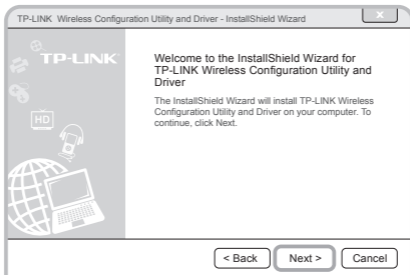 TP-LINK Wireless Configuration Utility and Driver - InstallShield Wizard
x
TP-LINK
HD
Welcome to the InstallShield Wizard for
TP-LINK Wireless Configuration Utility and
Driver
The InstallShield Wizard will install TP-LINK Wireless
Configuration Utility and Driver on your computer. To
continue, click Next.
< Back
Next >
Cancel